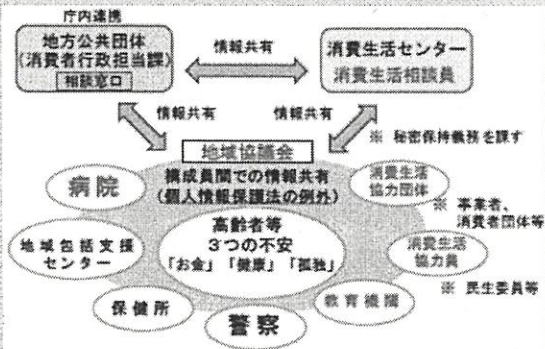 庁内連携
地方公共団体
(消費者行政担当課)
相談窓口
情報共有
消費生活センター
消費生活相談員
情報共有
情報共有
※ 秘密保持義務を課す
地域協議会
構成員間での情報共有
(個人情報保護法の例外)
病院
消費生活
協力団体
※ 事業者、
消費者団体等
高齢者等
3つの不安
「お金」「健康」「孤独」
地域包括支援
センター
消費生活
協力員
※ 民生委員等
保健所
教育機関
警察